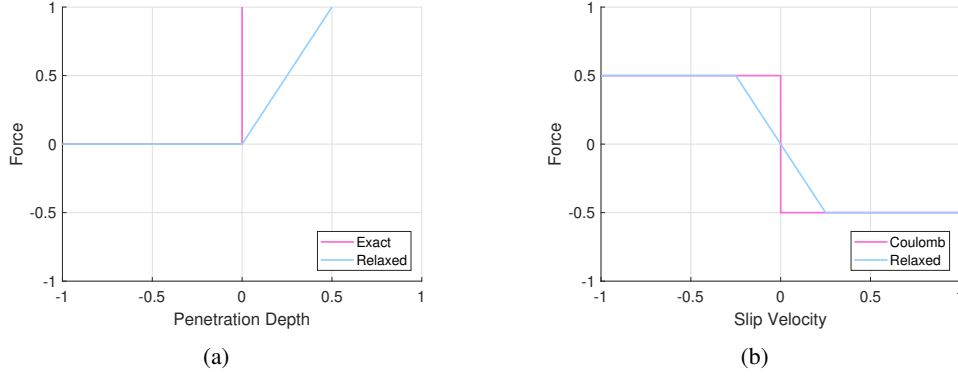 1
0.5
0
-0.5
-1
Force
-1 -0.5 0 0.5 1
Penetration Depth
Exact
Relaxed
(a)
1
0.5
0
-0.5
-1
Force
-1 -0.5 0 0.5 1
Slip Velocity
Coulomb
Relaxed
(b)